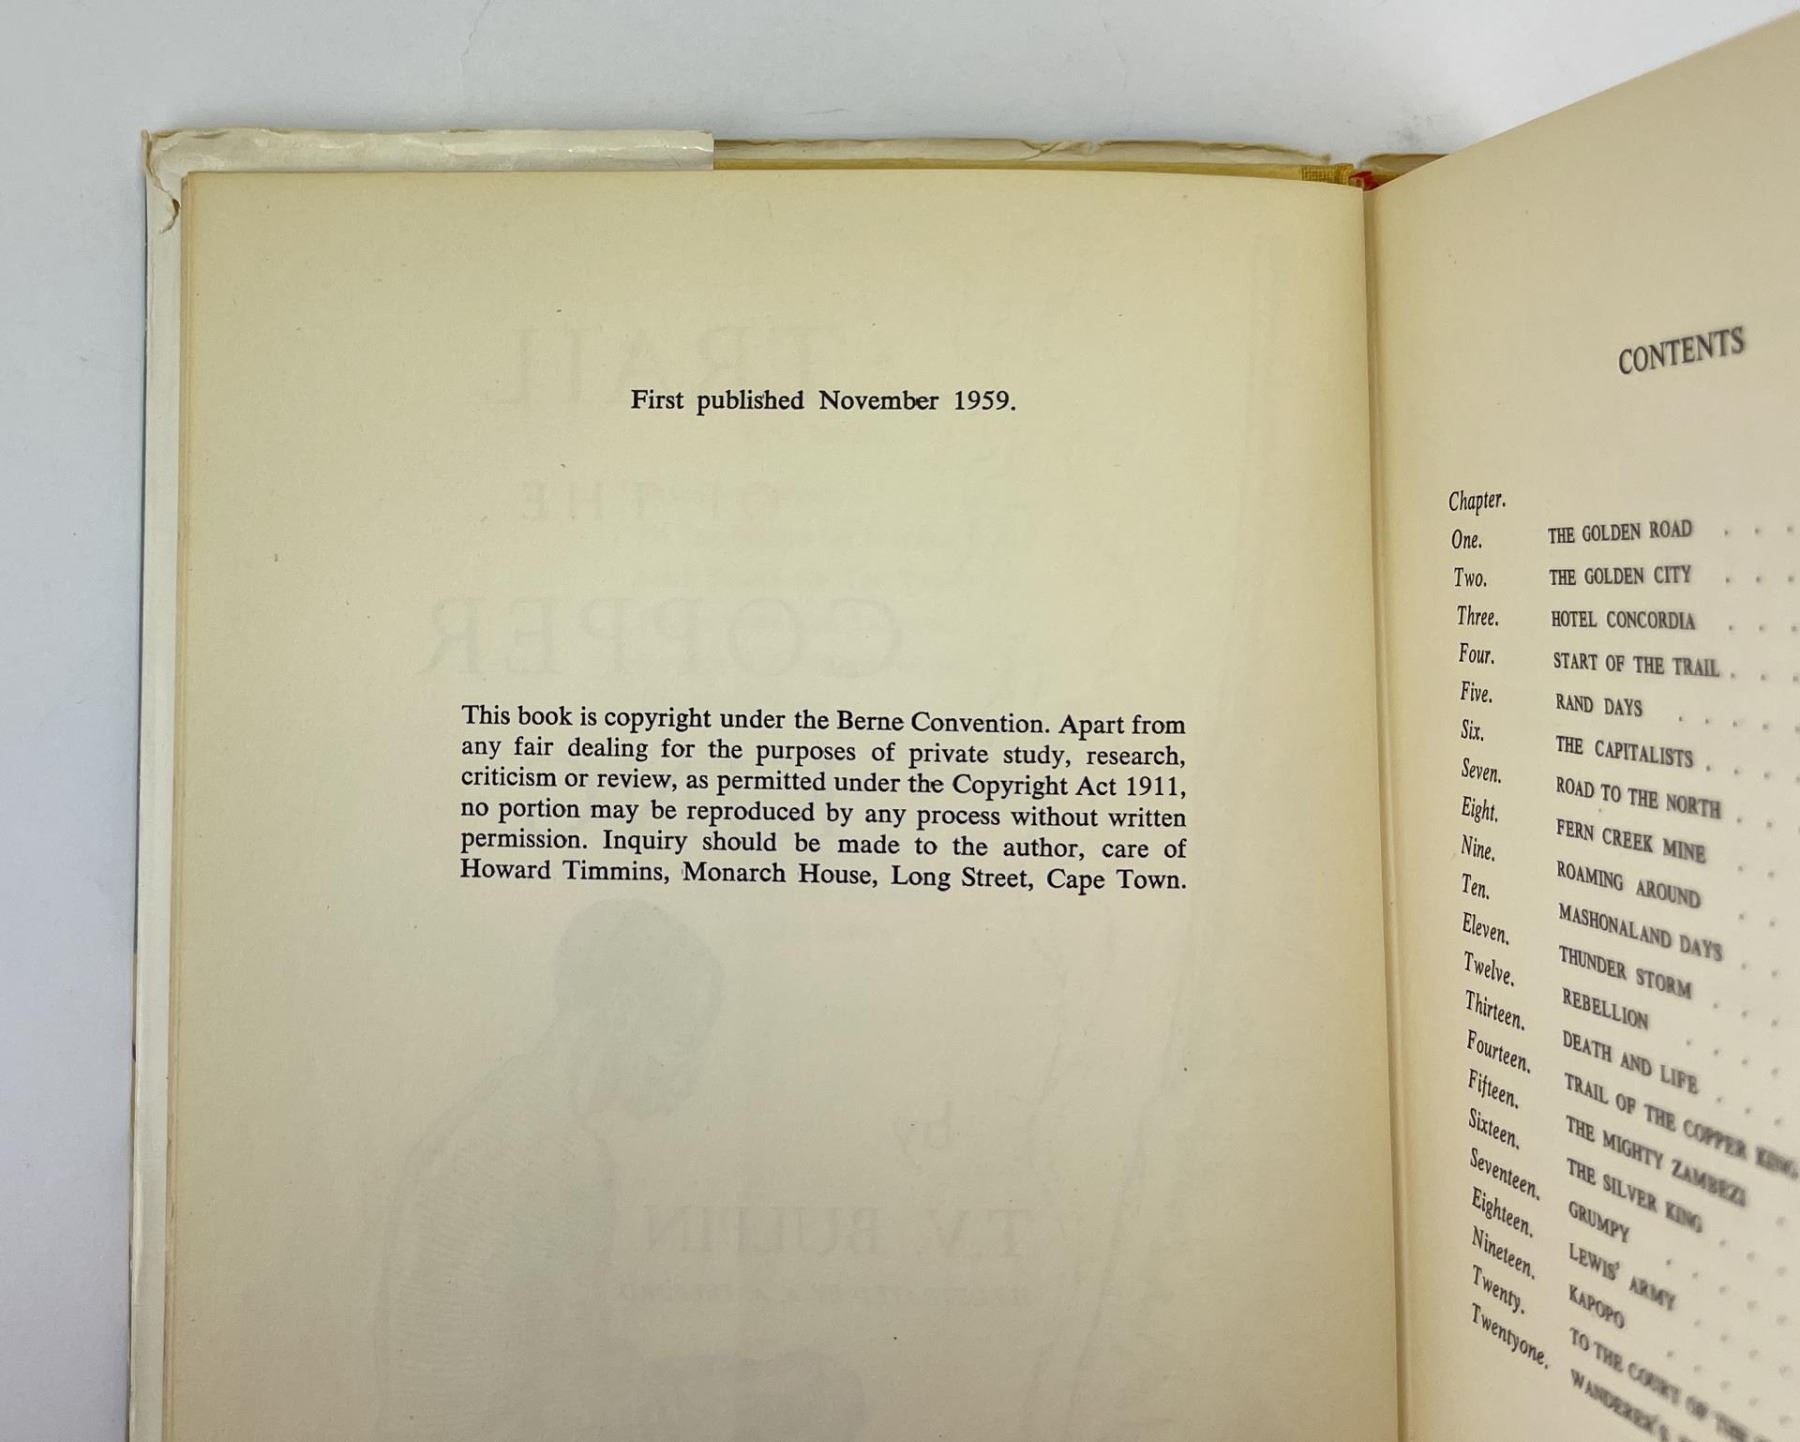 First published November 1959.
This book is copyright under the Berne Convention. Apart from
any fair dealing for the purposes of private study, research,
criticism or review, as permitted under the Copyright Act 1911,
no portion may be reproduced by any process without written
permission. Inquiry should be made to the author, care of
Howard Timmins, Monarch House, Long Street, Cape Town.
CONTENTS
Chapter.
One. THE GOLDEN ROAD
Two. THE GOLDEN CITY
Three. HOTEL CONCORDIA
Four. START OF THE TRAIL
Five. RAND DAYS
Six. THE CAPITALISTS
Seven. ROAD TO THE NORTH
Eight. FERN CREEK MINE
Nine. ROAMING AROUND
Ten. MASHONALAND DAYS
Eleven. THUNDER STORM
Twelve. REBELLION
Thirteen. DEATH AND LIFE
Fourteen. TRAIL OF THE COPPER KING
Fifteen. THE MIGHTY ZAMBEZI
Sixteen. THE SILVER KING
Seventeen. GRUMPY
Eighteen. LEWIS' ARMY
Nineteen. KAPOPO
Twenty. TO THE COURT OF THE
Twentyone. WANDERER'S
TRAIL
OF THE
COPPER
by
T.V. BULPIN